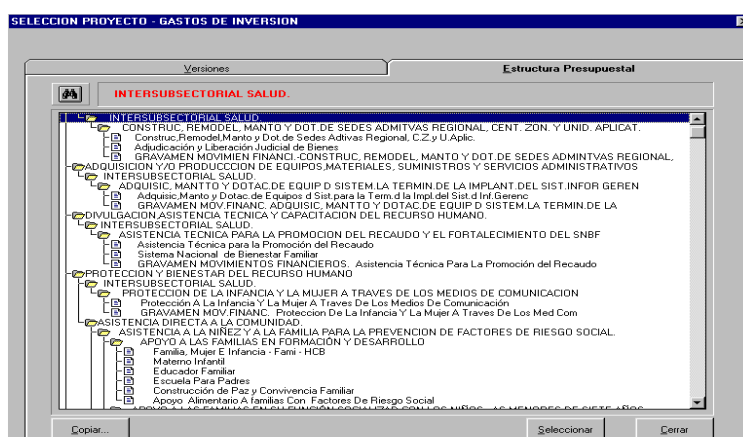 SELECCION PROYECTO - GASTOS DE INVERSION
Versiones
Estructura Presupuestal
INTERSUBSECTORIAL SALUD.
INTERSUBSECTORIAL SALUD.
CONSTRUC, REMODEL, MANTO Y DOT.DE SEDES ADMITVAS REGIONAL, CENT. ZON. Y UNID. APLICAT.
Construc,Remodel,Manto y Dot.de Sedes Adtivas Regional, C.Z.y U.Aplic.
Adjudicación y Liberación Judicial de Bienes
GRAVAMEN MOVIMIEN FINANCI.-CONSTRUC, REMODEL, MANTO Y DOT.DE SEDES ADMINTVAS REGIONAL,
ADQUISICION Y/O PRODUCCCION DE EQUIPOS,MATERIALES, SUMINISTROS Y SERVICIOS ADMINISTRATIVOS
INTERSUBSECTORIAL SALUD.
ADQUISIC, MANTTO Y DOTAC.DE EQUIP D SISTEM.LA TERMIN.DE LA IMPLANT.DEL SIST.INFOR GEREN
Adquisic,Manto y Dotac.de Equipos d Sist.para la Term.d la Impl.del Sist.d Inf.Gerenc
GRAVAMEN MOV.FINANC. ADQUISIC, MANTTO Y DOTAC.DE EQUIP D SISTEM.LA TERMIN.DE LA
DIVULGACION,ASISTENCIA TECNICA Y CAPACITACION DEL RECURSO HUMANO.
INTERSUBSECTORIAL SALUD.
ASISTENCIA TECNICA PARA LA PROMOCION DEL RECAUDO Y EL FORTALECIMIENTO DEL SNBF
Asistencia Técnica para la Promoción del Recaudo
Sistema Nacional de Bienestar Familiar
GRAVAMEN MOVIMIENTOS FINANCIEROS. Asistencia Técnica Para La Promoción del Recaudo
PROTECCION Y BIENESTAR DEL RECURSO HUMANO
INTERSUBSECTORIAL SALUD.
PROTECCION DE LA INFANCIA Y LA MUJER A TRAVES DE LOS MEDIOS DE COMUNICACION
Protección A La Infancia Y La Mujer A Traves De Los Medios De Comunicación
GRAVAMEN MOV.FINANC. Proteccion De La Infancia Y La Mujer A Traves De Los Med Com
ASISTENCIA DIRECTA A LA COMUNIDAD.
ASISTENCIA A LA NIÑEZ Y A LA FAMILIA PARA LA PREVENCION DE FACTORES DE RIESGO SOCIAL.
APOYO A LAS FAMILIAS EN FORMACIÓN Y DESARROLLO
Familia, Mujer E Infancia - Fami - HCB
Materno Infantil
Educador Familiar
Escuela Para Padres
Construcción de Paz y Convivencia Familiar
Apoyo Alimentario A familias Con Factores De Riesgo Social
APOYO A LAS FAMILIAS EN SU FUNCIÓN SOCIALIZAD CON LOS NIÑOS
Copiar...
Seleccionar
Cerrar